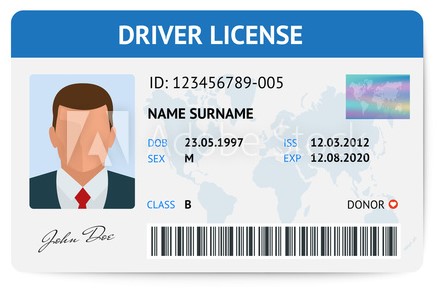 DRIVER LICENSE
ID: 123456789-005
NAME SURNAME
DOB 23.05.1997 ISS 12.03.2012
SEX M EXP 12.08.2020
CLASS B DONOR
John Doe
Adobe Stock